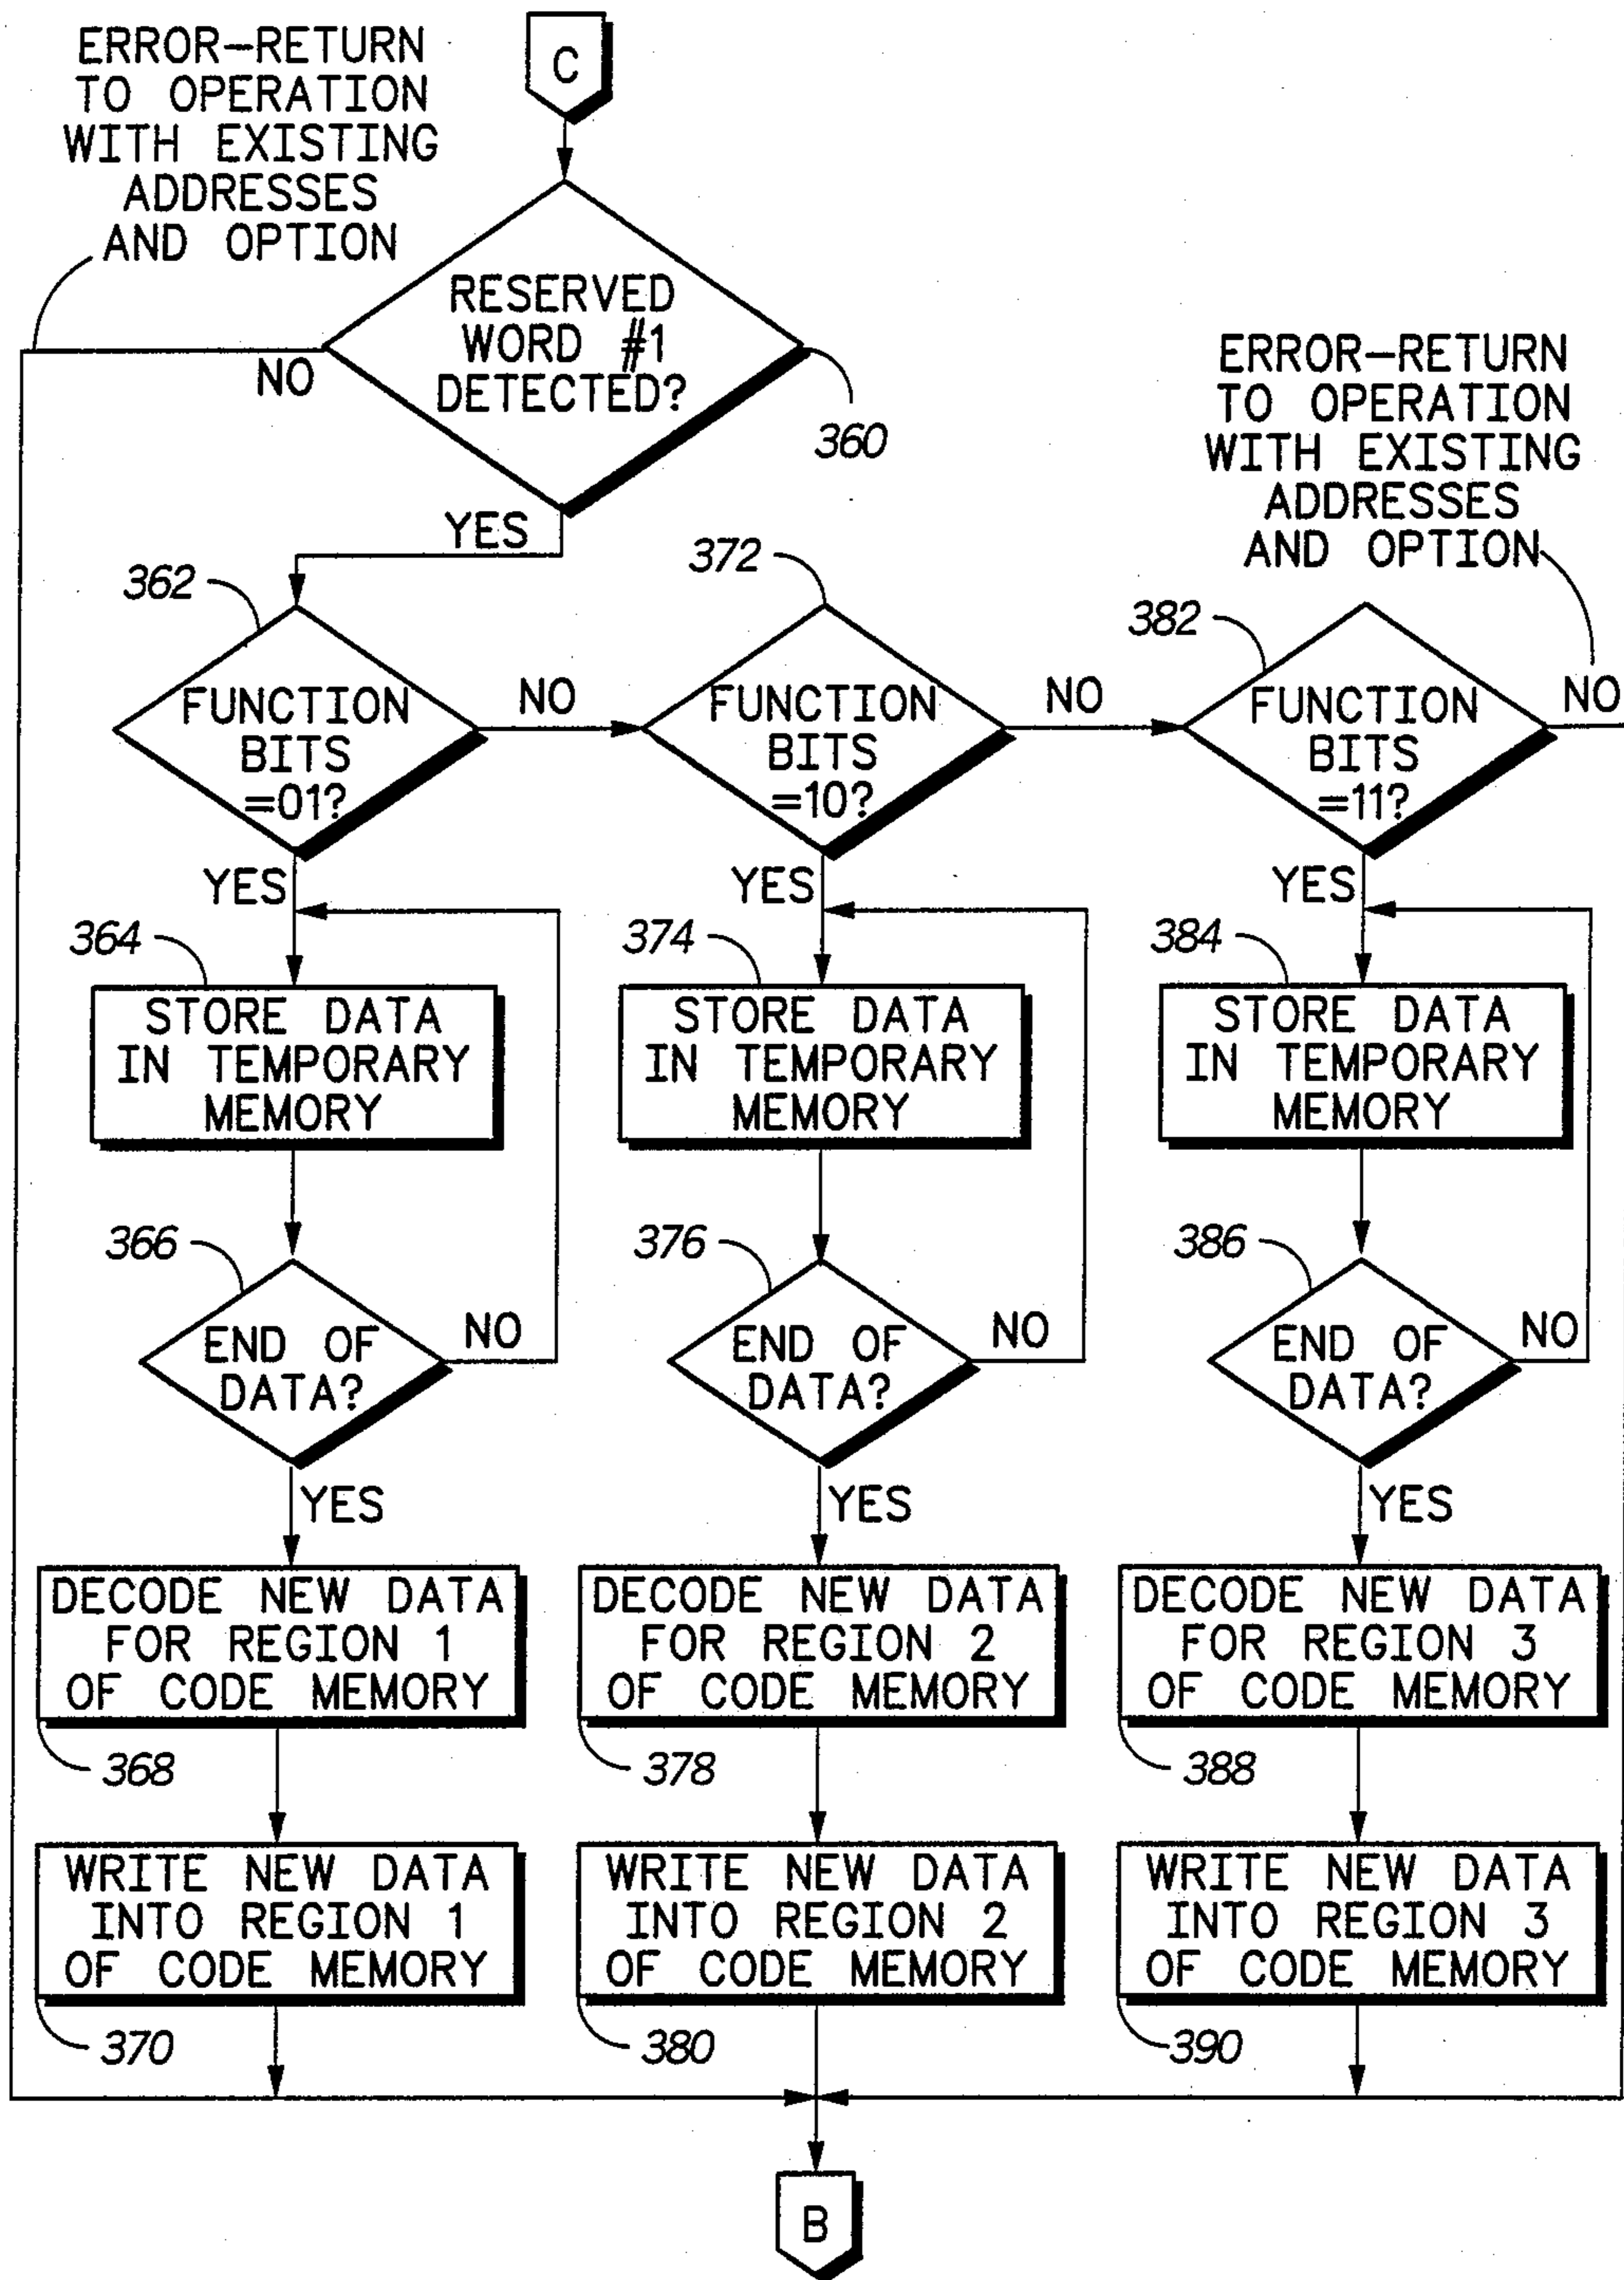 ERROR-RETURN
TO OPERATION
WITH EXISTING
ADDRESSES
AND OPTION
C
RESERVED
WORD #1
DETECTED?
NO
360
YES
ERROR-RETURN
TO OPERATION
WITH EXISTING
ADDRESSES
AND OPTION
362
FUNCTION
BITS
=01?
NO
372
FUNCTION
BITS
=10?
NO
382
FUNCTION
BITS
=11?
NO
YES
YES
YES
364
STORE DATA
IN TEMPORARY
MEMORY
374
STORE DATA
IN TEMPORARY
MEMORY
384
STORE DATA
IN TEMPORARY
MEMORY
366
END OF
DATA?
NO
376
END OF
DATA?
NO
386
END OF
DATA?
NO
YES
YES
YES
DECODE NEW DATA
FOR REGION 1
OF CODE MEMORY
368
DECODE NEW DATA
FOR REGION 2
OF CODE MEMORY
378
DECODE NEW DATA
FOR REGION 3
OF CODE MEMORY
388
WRITE NEW DATA
INTO REGION 1
OF CODE MEMORY
370
WRITE NEW DATA
INTO REGION 2
OF CODE MEMORY
380
WRITE NEW DATA
INTO REGION 3
OF CODE MEMORY
390
B